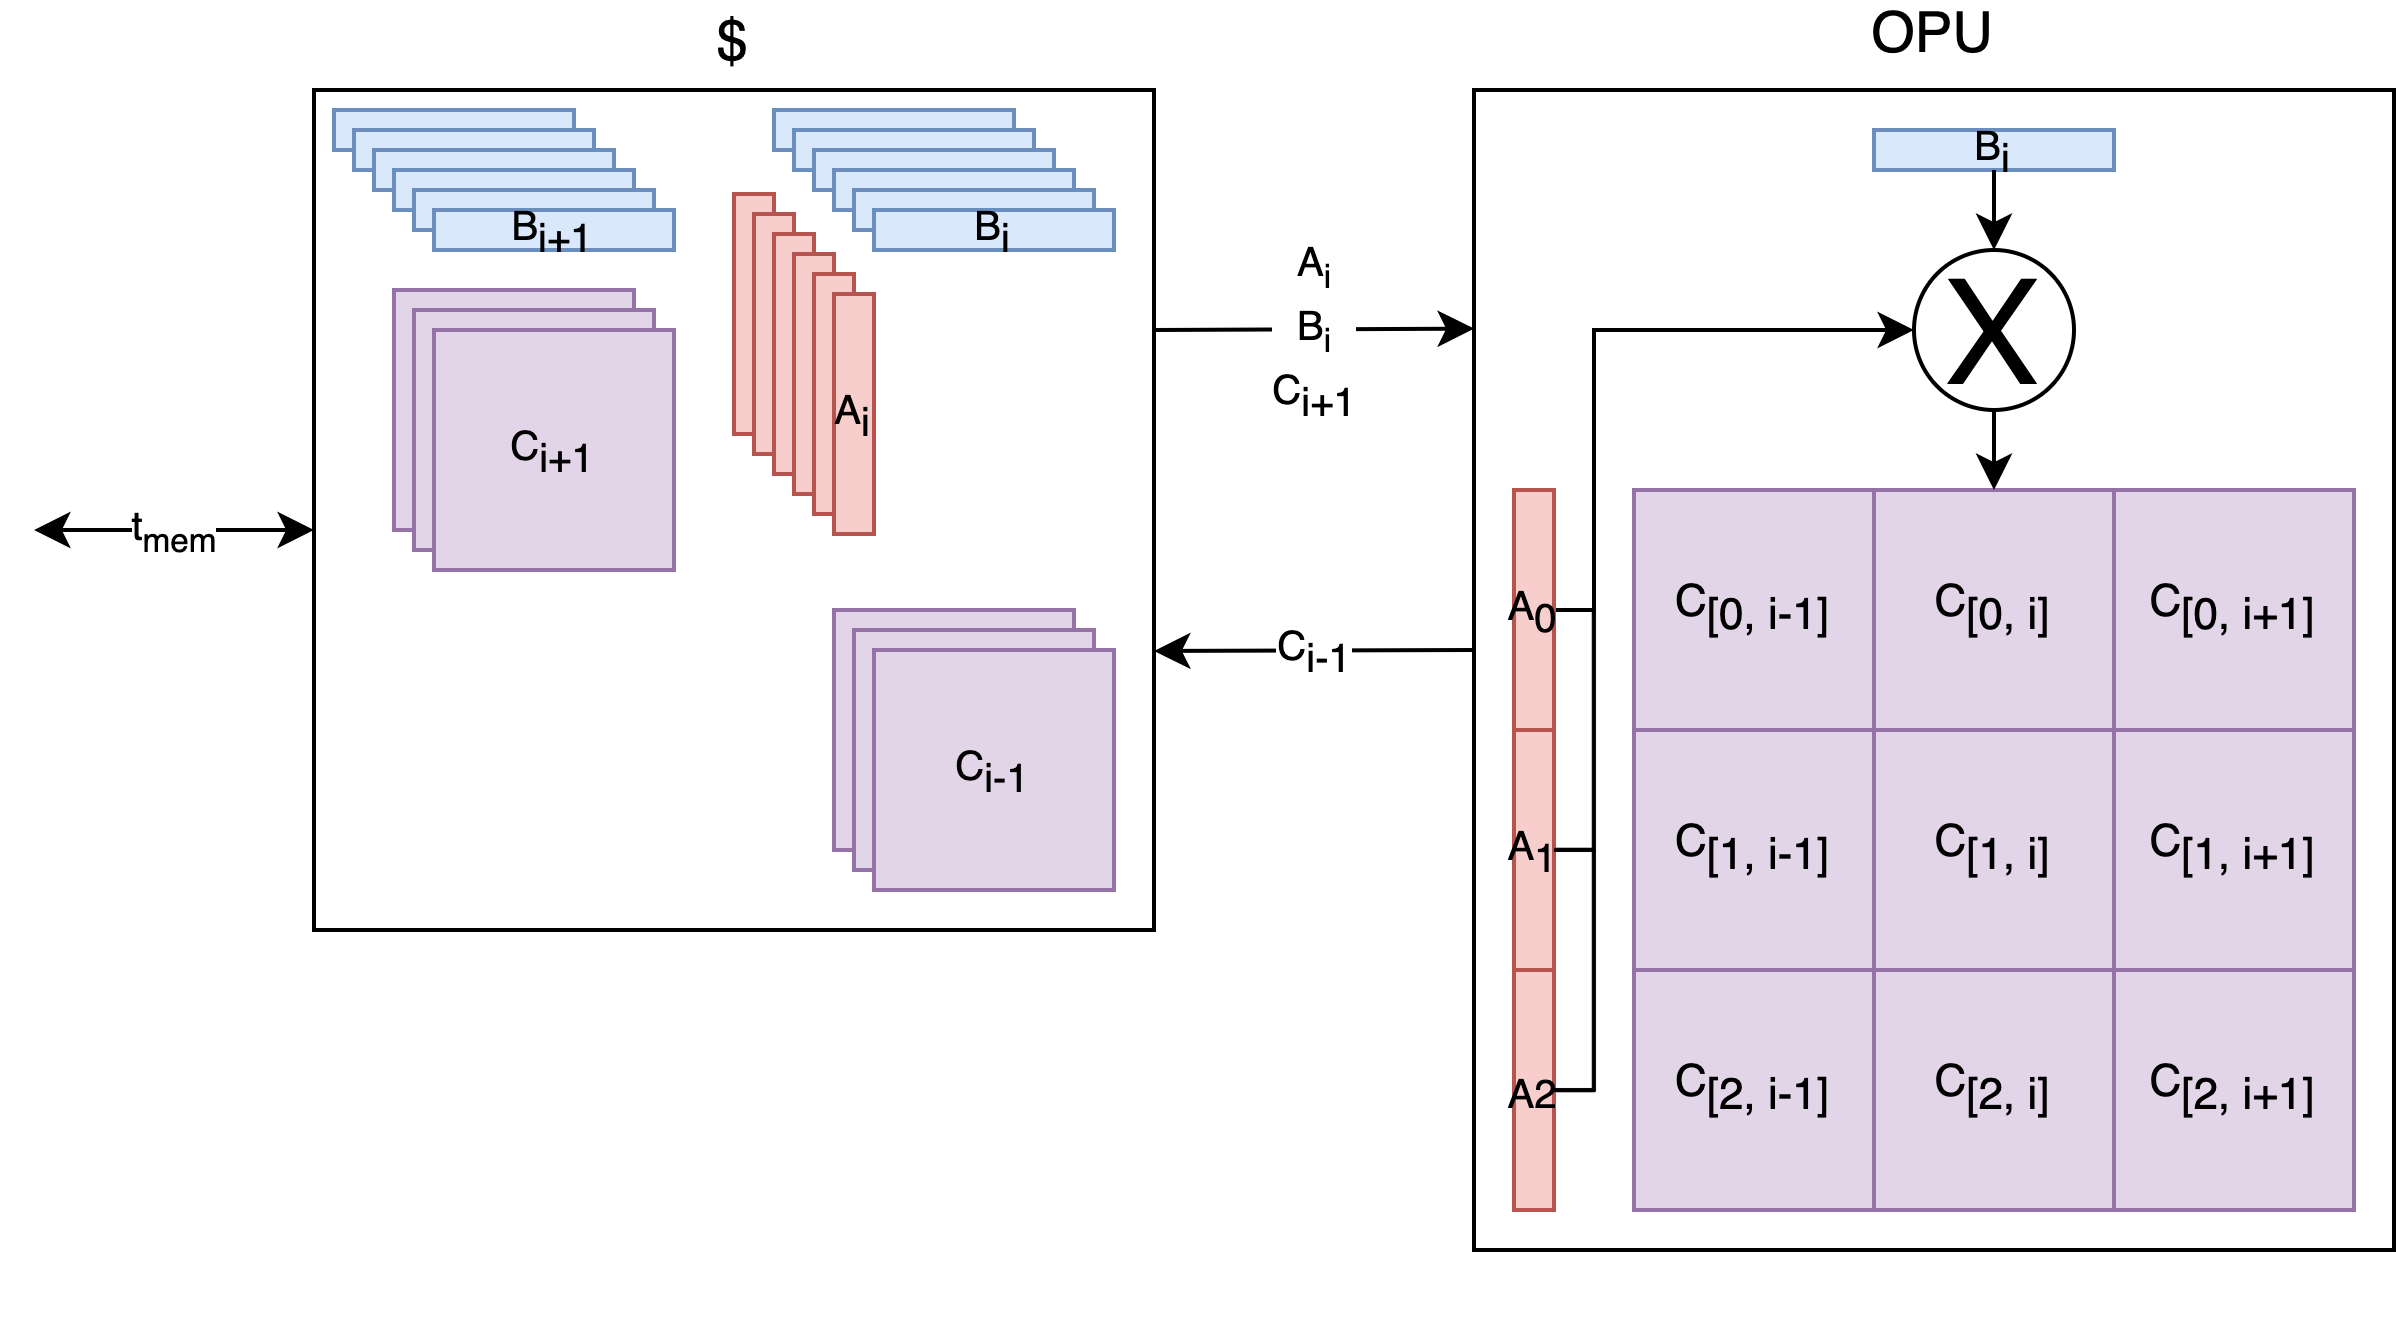 $
OPU
B_{i+1}
B_i
C_{i+1}
A_i
C_{i-1}
t_{mem}
A_i
B_i
C_{i+1}
C_{i-1}
B_i
X
A_0
C_{[0, i-1]}
C_{[0, i]}
C_{[0, i+1]}
A_1
C_{[1, i-1]}
C_{[1, i]}
C_{[1, i+1]}
A2
C_{[2, i-1]}
C_{[2, i]}
C_{[2, i+1]}